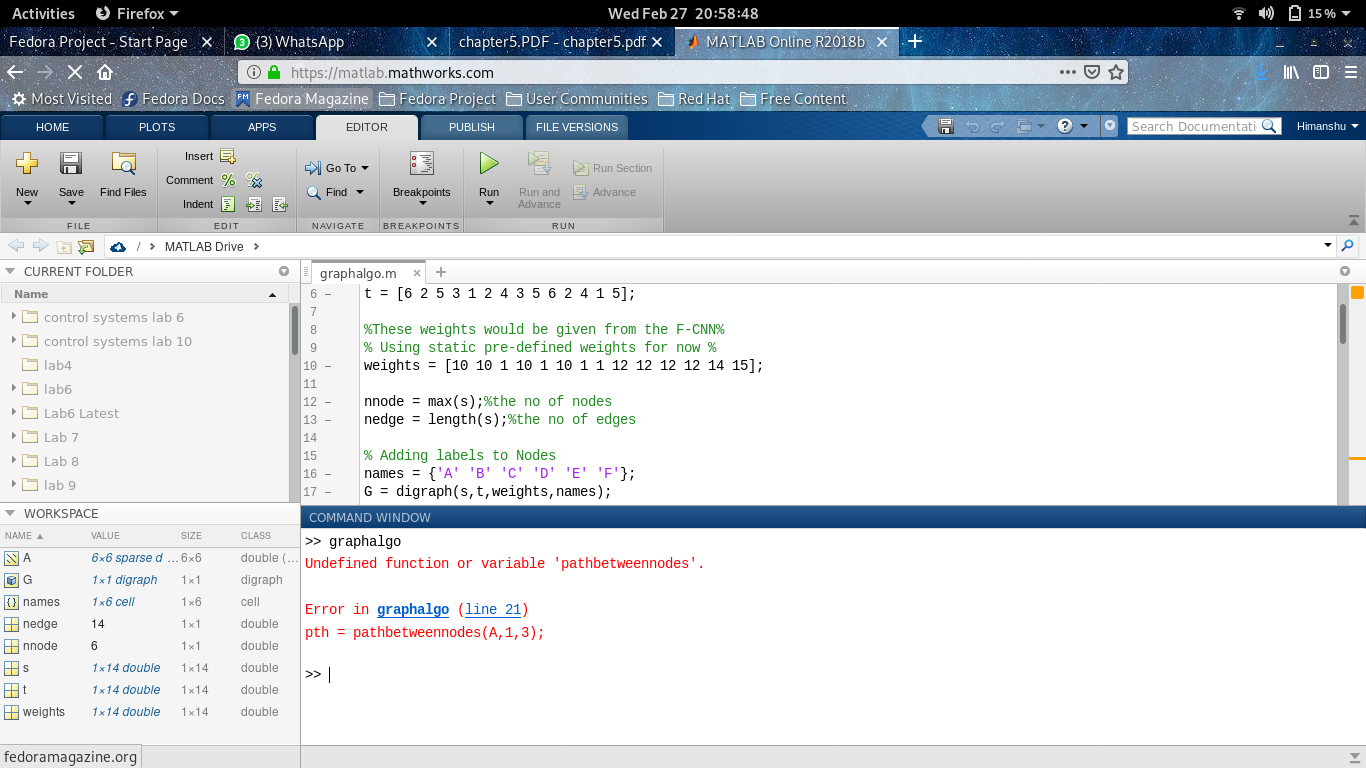 Activities Firefox Wed Feb 27 20:58:48 15 %
Fedora Project - Start Page (3) WhatsApp chapter5.PDF - chapter5.pdf MATLAB Online R2018b
https://matlab.mathworks.com
Most Visited Fedora Docs Fedora Magazine Fedora Project User Communities Red Hat Free Content
HOME PLOTS APPS EDITOR PUBLISH FILE VERSIONS Search Documentati Himanshu
New Save Find Files
Insert
Comment
Indent
Go To
Find
Breakpoints
Run
Run and Advance
Run Section
Advance
FILE EDIT NAVIGATE BREAKPOINTS RUN
/ MATLAB Drive
CURRENT FOLDER
Name
control systems lab 6
control systems lab 10
lab4
lab6
Lab6 Latest
Lab 7
Lab 8
lab 9
graphalgo.m
6 – t = [6 2 5 3 1 2 4 3 5 6 2 4 1 5];
7
8 %These weights would be given from the F-CNN%
9 % Using static pre-defined weights for now %
10 – weights = [10 10 1 10 1 10 1 1 12 12 12 12 14 15];
11
12 – nnode = max(s);%the no of nodes
13 – nedge = length(s);%the no of edges
14
15 % Adding labels to Nodes
16 – names = {'A' 'B' 'C' 'D' 'E' 'F'};
17 – G = digraph(s,t,weights,names);
WORKSPACE
NAME VALUE SIZE CLASS
A 6×6 sparse d ... 6×6 double (...
G 1×1 digraph 1×1 digraph
names 1×6 cell 1×6 cell
nedge 14 1×1 double
nnode 6 1×1 double
s 1×14 double 1×14 double
t 1×14 double 1×14 double
weights 1×14 double 1×14 double
COMMAND WINDOW
>> graphalgo
Undefined function or variable 'pathbetweennodes'.
Error in graphalgo (line 21)
pth = pathbetweennodes(A,1,3);
>>
fedoramagazine.org